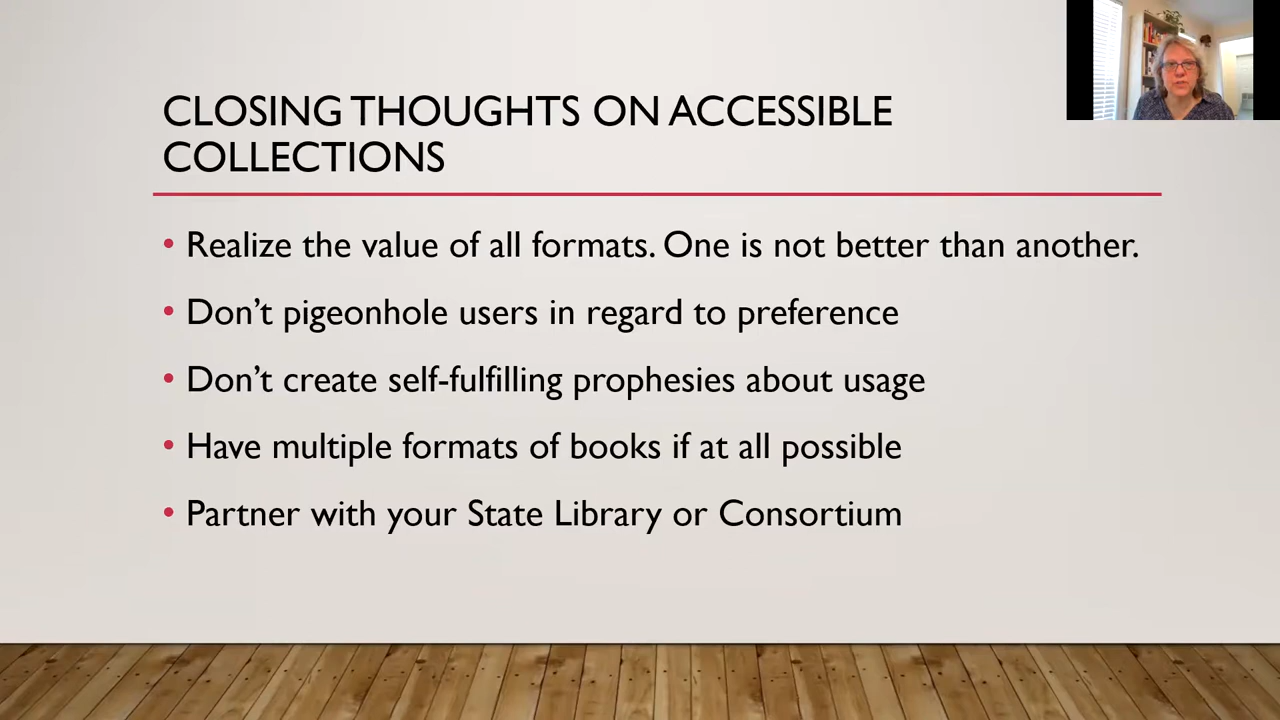 CLOSING THOUGHTS ON ACCESSIBLE
COLLECTIONS
• Realize the value of all formats. One is not better than another.
• Don’t pigeonhole users in regard to preference
• Don’t create self-fulfilling prophesies about usage
• Have multiple formats of books if at all possible
• Partner with your State Library or Consortium